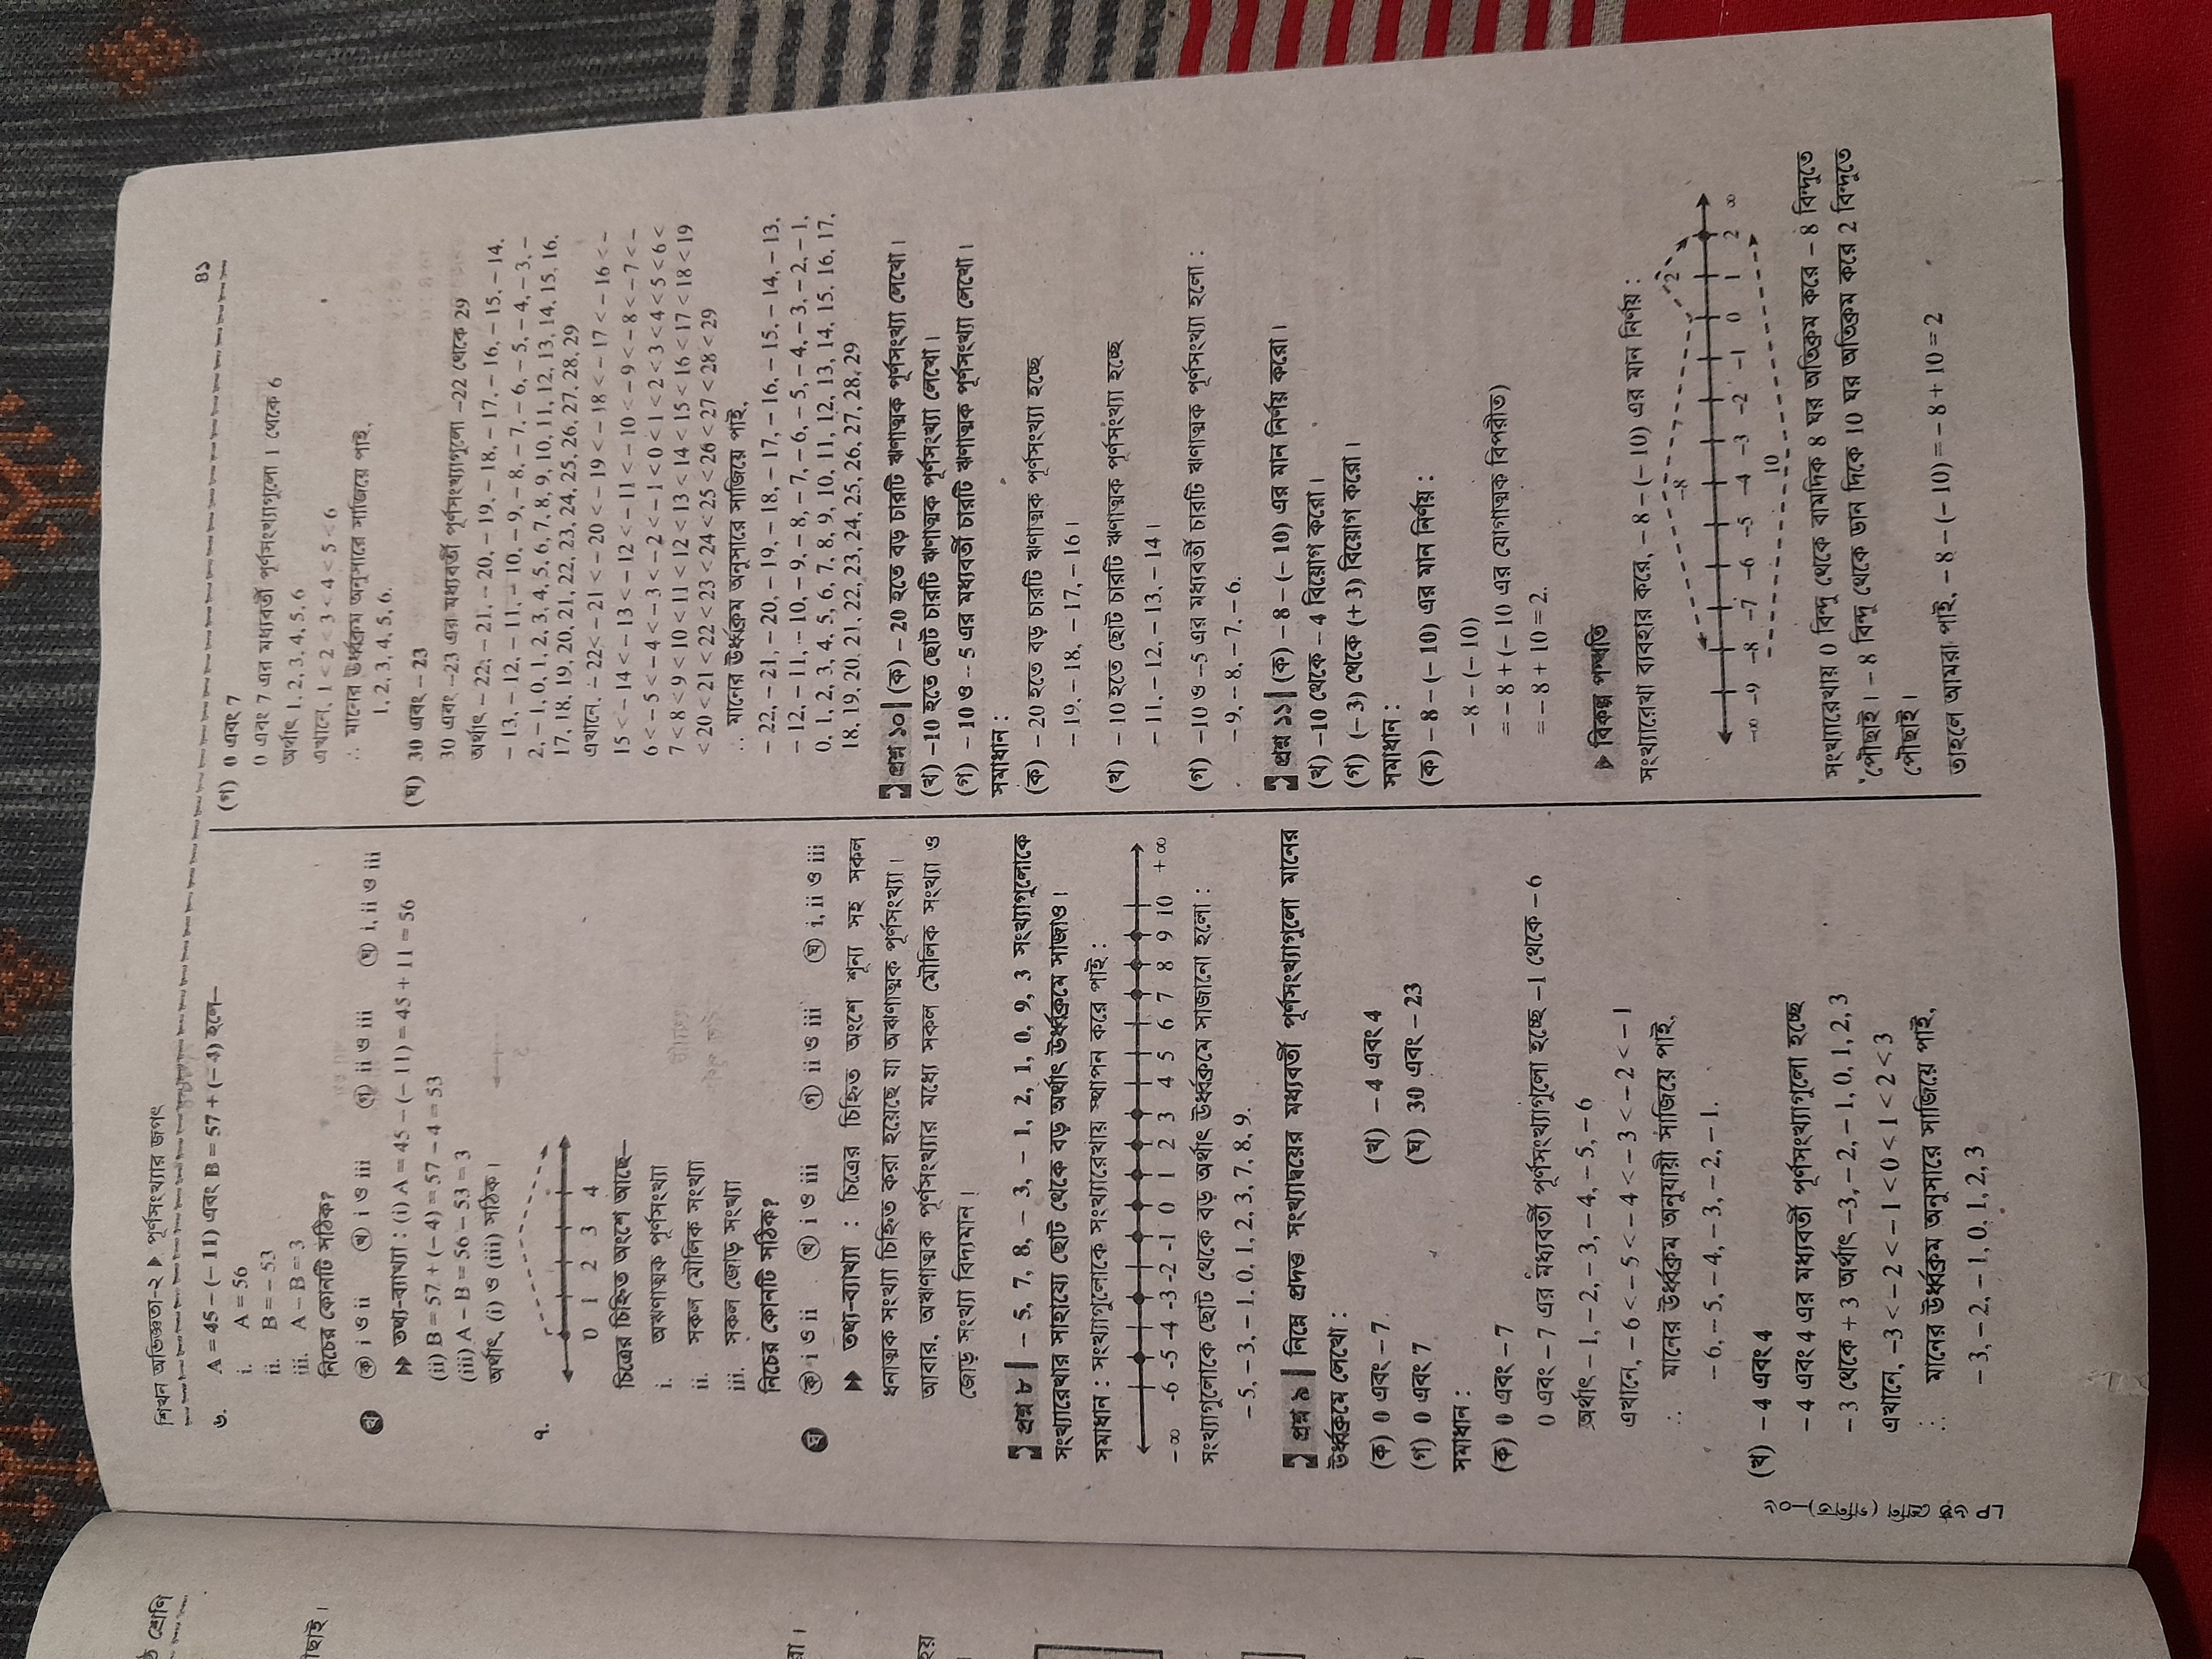 ষ্ঠ শ্রেণি
শিখন অভিজ্ঞতা-২ ▶ পূর্ণসংখ্যার জগৎ
৪১
৬. A = 45 – (– 11) এবং B = 57 + (– 4) হলে—
i. A = 56
ii. B = – 53
iii. A – B = 3
নিচের কোনটি সঠিক?
খ ক i ও ii খ i ও iii গ ii ও iii ঘ i, ii ও iii
▶▶ তথ্য-ব্যাখ্যা : (i) A = 45 – (– 11) = 45 + 11 = 56
(ii) B = 57 + (– 4) = 57 – 4 = 53
(iii) A – B = 56 – 53 = 3
অর্থাৎ, (i) ও (iii) সঠিক।
৭.
0 1 2 3 4
চিত্রের চিহ্নিত অংশে আছে—
i. অঋণাত্মক পূর্ণসংখ্যা
ii. সকল মৌলিক সংখ্যা
iii. সকল জোড় সংখ্যা
নিচের কোনটি সঠিক?
ঘ ক i ও ii খ i ও iii গ ii ও iii ঘ i, ii ও iii
▶▶ তথ্য-ব্যাখ্যা : চিত্রের চিহ্নিত অংশে শূন্য সহ সকল
ধনাত্মক সংখ্যা চিহ্নিত করা হয়েছে যা অঋণাত্মক পূর্ণসংখ্যা।
আবার, অঋণাত্মক পূর্ণসংখ্যার মধ্যে সকল মৌলিক সংখ্যা ও
জোড় সংখ্যা বিদ্যমান।
প্রশ্ন ৮ | – 5, 7, 8, – 3, – 1, 2, 1, 0, 9, 3 সংখ্যাগুলোকে
সংখ্যারেখার সাহায্যে ছোট থেকে বড় অর্থাৎ ঊর্ধ্বক্রমে সাজাও।
সমাধান : সংখ্যাগুলোকে সংখ্যারেখায় স্থাপন করে পাই :
– ∞ -6 -5 -4 -3 -2 -1 0 1 2 3 4 5 6 7 8 9 10 + ∞
সংখ্যাগুলোকে ছোট থেকে বড় অর্থাৎ ঊর্ধ্বক্রমে সাজানো হলো :
– 5, – 3, – 1, 0, 1, 2, 3, 7, 8, 9.
প্রশ্ন ৯ | নিম্নে প্রদত্ত সংখ্যাদ্বয়ের মধ্যবর্তী পূর্ণসংখ্যাগুলো মানের
ঊর্ধ্বক্রমে লেখো :
(ক) 0 এবং – 7. (খ) – 4 এবং 4
(গ) 0 এবং 7 (ঘ) 30 এবং – 23
সমাধান :
(ক) 0 এবং – 7
0 এবং – 7 এর মধ্যবর্তী পূর্ণসংখ্যাগুলো হচ্ছে –1 থেকে – 6
অর্থাৎ – 1, – 2, – 3, – 4, – 5, – 6
এখানে, – 6 < – 5 < – 4 < – 3 < – 2 < – 1
∴ মানের ঊর্ধ্বক্রম অনুযায়ী সাজিয়ে পাই,
– 6, – 5, – 4, – 3, – 2, – 1.
(খ) – 4 এবং 4
– 4 এবং 4 এর মধ্যবর্তী পূর্ণসংখ্যাগুলো হচ্ছে
– 3 থেকে + 3 অর্থাৎ –3, – 2, – 1, 0, 1, 2, 3
এখানে, –3 < – 2 < – 1 < 0 < 1 < 2 < 3
∴ মানের ঊর্ধ্বক্রম অনুসারে সাজিয়ে পাই,
– 3, – 2, – 1, 0, 1, 2, 3
LP ৬ষ্ঠ শ্রেণি (গণিত)—৬০
(গ) 0 এবং 7
0 এবং 7 এর মধ্যবর্তী পূর্ণসংখ্যাগুলো 1 থেকে 6
অর্থাৎ 1, 2, 3, 4, 5, 6
এখানে, 1 < 2 < 3 < 4 < 5 < 6
∴ মানের ঊর্ধ্বক্রম অনুসারে সাজিয়ে পাই,
1, 2, 3, 4, 5, 6.
(ঘ) 30 এবং – 23
30 এবং –23 এর মধ্যবর্তী পূর্ণসংখ্যাগুলো –22 থেকে 29
অর্থাৎ – 22, – 21, – 20, – 19, – 18, – 17, – 16, – 15, – 14,
– 13, – 12, – 11, – 10, – 9, – 8, – 7, – 6, – 5, – 4, – 3, –
2, – 1, 0, 1, 2, 3, 4, 5, 6, 7, 8, 9, 10, 11, 12, 13, 14, 15, 16,
17, 18, 19, 20, 21, 22, 23, 24, 25, 26, 27, 28, 29
এখানে, – 22< – 21 < – 20 < – 19 < – 18 < – 17 < – 16 < –
15 < – 14 < – 13 < – 12 < – 11 < – 10 < – 9 < – 8 < – 7 < –
6 < – 5 < – 4 < – 3 < – 2 < – 1 < 0 < 1 < 2 < 3 < 4 < 5 < 6 <
7 < 8 < 9 < 10 < 11 < 12 < 13 < 14 < 15 < 16 < 17 < 18 < 19
< 20 < 21 < 22 < 23 < 24 < 25 < 26 < 27 < 28 < 29
∴ মানের ঊর্ধ্বক্রম অনুসারে সাজিয়ে পাই,
– 22, – 21, – 20, – 19, – 18, – 17, – 16, – 15, – 14, – 13,
– 12, – 11, – 10, – 9, – 8, – 7, – 6, – 5, – 4, – 3, – 2, – 1,
0, 1, 2, 3, 4, 5, 6, 7, 8, 9, 10, 11, 12, 13, 14, 15, 16, 17,
18, 19, 20, 21, 22, 23, 24, 25, 26, 27, 28, 29
প্রশ্ন ১০ | (ক) – 20 হতে বড় চারটি ঋণাত্মক পূর্ণসংখ্যা লেখো।
(খ) –10 হতে ছোট চারটি ঋণাত্মক পূর্ণসংখ্যা লেখো।
(গ) – 10 ও – 5 এর মধ্যবর্তী চারটি ঋণাত্মক পূর্ণসংখ্যা লেখো।
সমাধান :
(ক) – 20 হতে বড় চারটি ঋণাত্মক পূর্ণসংখ্যা হচ্ছে
– 19, – 18, – 17, – 16।
(খ) – 10 হতে ছোট চারটি ঋণাত্মক পূর্ণসংখ্যা হচ্ছে
– 11, – 12, – 13, – 14।
(গ) –10 ও –5 এর মধ্যবর্তী চারটি ঋণাত্মক পূর্ণসংখ্যা হলো :
– 9, – 8, – 7, – 6.
প্রশ্ন ১১ | (ক) – 8 – (– 10) এর মান নির্ণয় করো।
(খ) –10 থেকে – 4 বিয়োগ করো।
(গ) (– 3) থেকে (+ 3) বিয়োগ করো।
সমাধান :
(ক) – 8 – (– 10) এর মান নির্ণয় :
– 8 – (– 10)
= – 8 + (– 10 এর যোগাত্মক বিপরীত)
= – 8 + 10 = 2.
▶ বিকল্প পদ্ধতি
সংখ্যারেখা ব্যবহার করে, – 8 – (– 10) এর মান নির্ণয় :
–8 2
–∞ –9 –8 –7 –6 –5 –4 –3 –2 –1 0 1 2 ∞
10
সংখ্যারেখায় 0 বিন্দু থেকে বামদিক 8 ঘর অতিক্রম করে – 8 বিন্দুতে
পৌঁছাই। – 8 বিন্দু থেকে ডান দিকে 10 ঘর অতিক্রম করে 2 বিন্দুতে
পৌঁছাই।
তাহলে আমরা পাই, – 8 – (– 10) = – 8 + 10 = 2